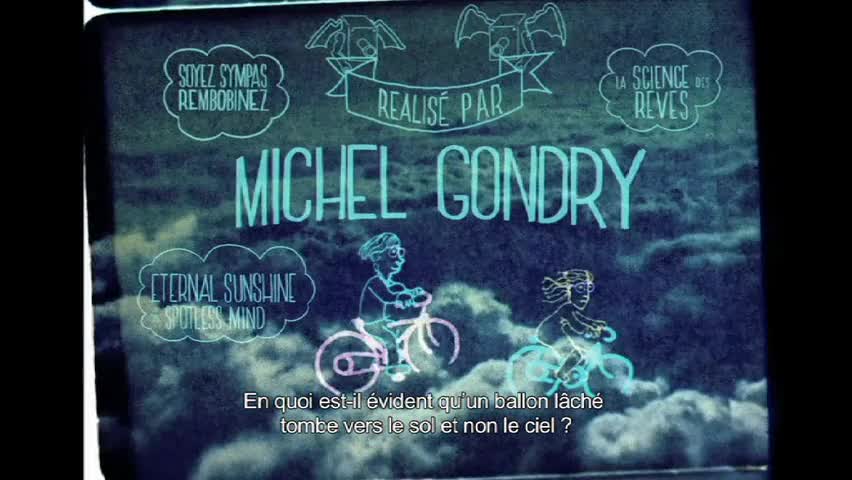 SOYEZ SYMPAS
REMBOBINEZ
RÉALISÉ PAR
LA SCIENCE DES
RÊVES
MICHEL GONDRY
ETERNAL SUNSHINE
SPOTLESS MIND
En quoi est-il évident qu'un ballon lâché
tombe vers le sol et non le ciel ?